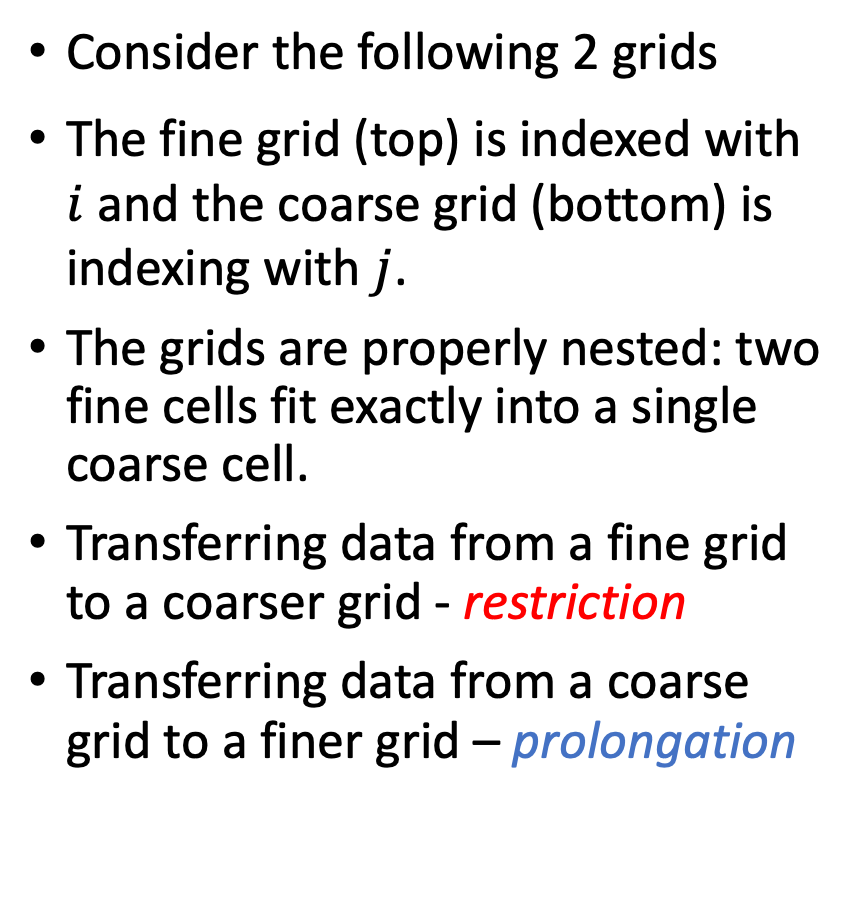 • Consider the following 2 grids
• The fine grid (top) is indexed with
i and the coarse grid (bottom) is
indexing with j.
• The grids are properly nested: two
fine cells fit exactly into a single
coarse cell.
• Transferring data from a fine grid
to a coarser grid - restriction
• Transferring data from a coarse
grid to a finer grid – prolongation